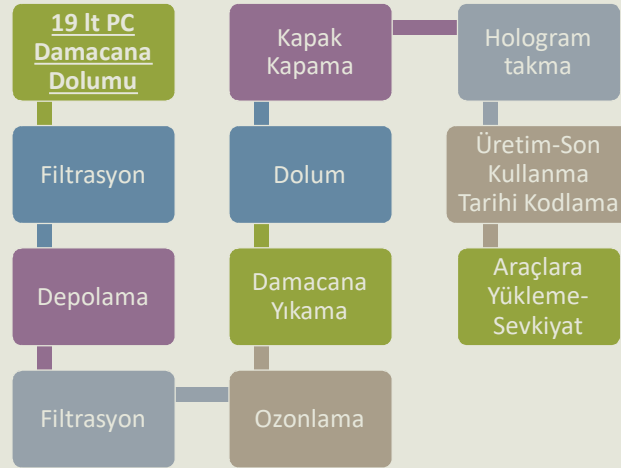 19 lt PC
Damacana
Dolumu
Filtrasyon
Depolama
Filtrasyon
Ozonlama
Damacana
Yıkama
Dolum
Kapak
Kapama
Hologram
takma
Üretim-Son
Kullanma
Tarihi Kodlama
Araçlara
Yükleme-
Sevkiyat